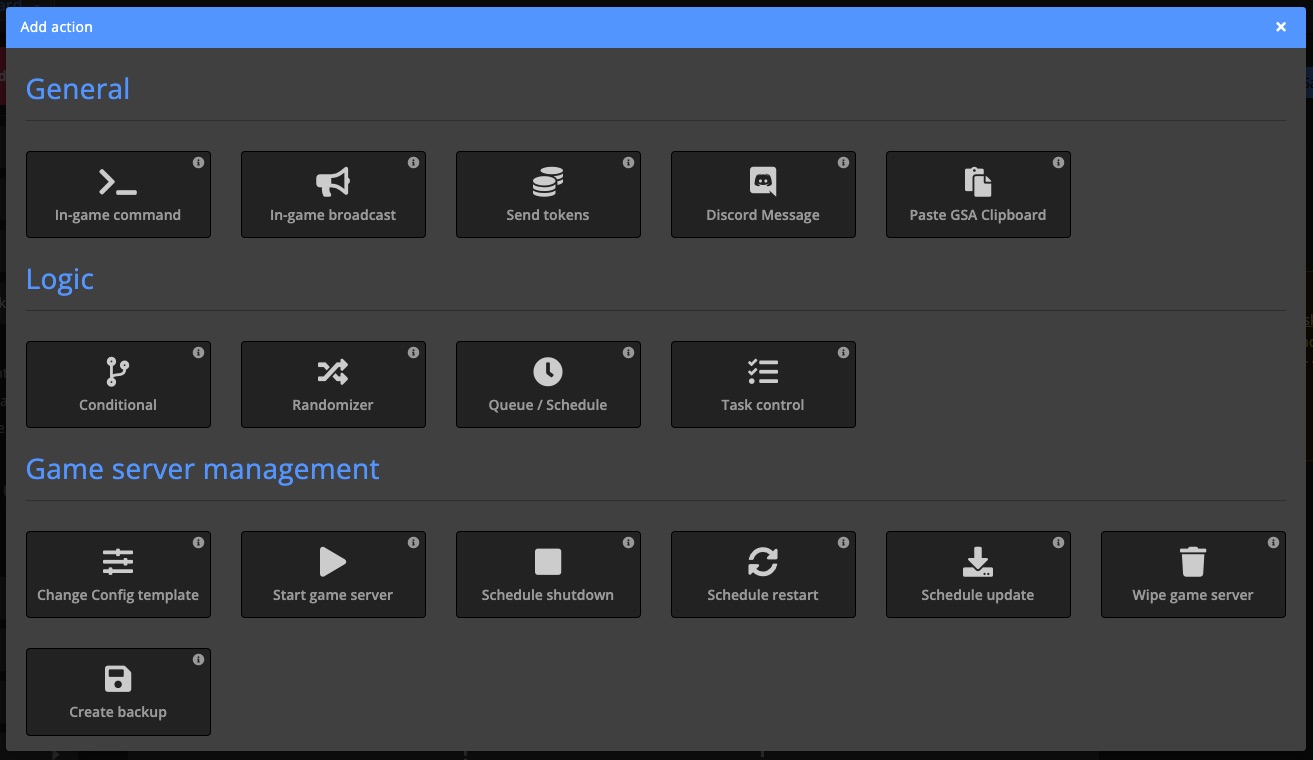 Add action
General
In-game command
In-game broadcast
Send tokens
Discord Message
Paste GSA Clipboard
Logic
Conditional
Randomizer
Queue / Schedule
Task control
Game server management
Change Config template
Start game server
Schedule shutdown
Schedule restart
Schedule update
Wipe game server
Create backup